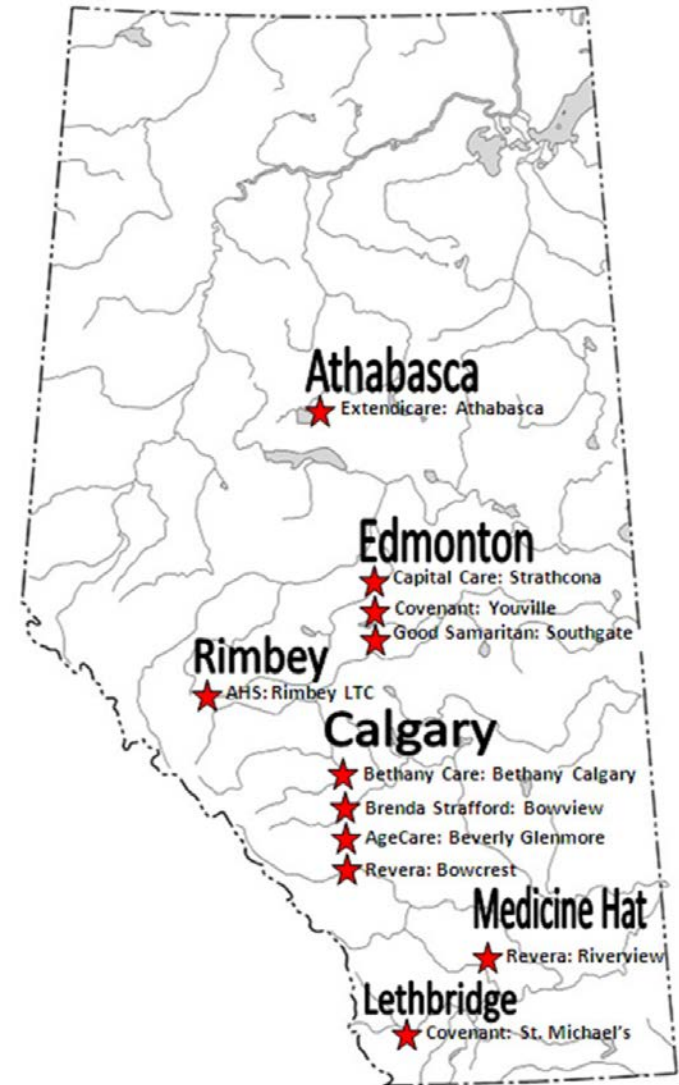 Athabasca
Extendicare: Athabasca
Edmonton
Capital Care: Strathcona
Covenant: Youville
Good Samaritan: Southgate
Rimbey
AHS: Rimbey LTC
Calgary
Bethany Care: Bethany Calgary
Brenda Strafford: Bowview
AgeCare: Beverly Glenmore
Revera: Bowcrest
Medicine Hat
Revera: Riverview
Lethbridge
Covenant: St. Michael's